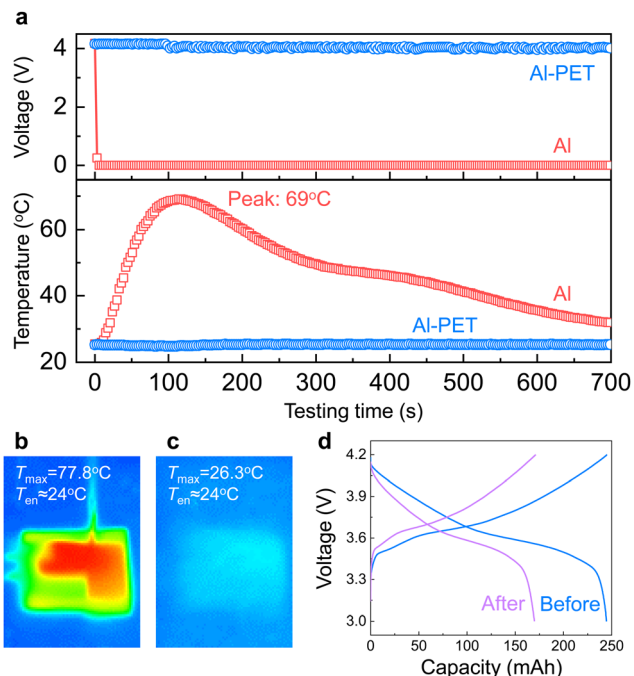 a
Voltage (V)
4
2
0
Al-PET
Al
Temperature (°C)
60
40
20
Peak: 69°C
Al
Al-PET
0 100 200 300 400 500 600 700
Testing time (s)
b
Tmax=77.8°C
Ten≈24°C
c
Tmax=26.3°C
Ten≈24°C
d
Voltage (V)
4.2
3.9
3.6
3.3
3.0
After Before
0 50 100 150 200 250
Capacity (mAh)